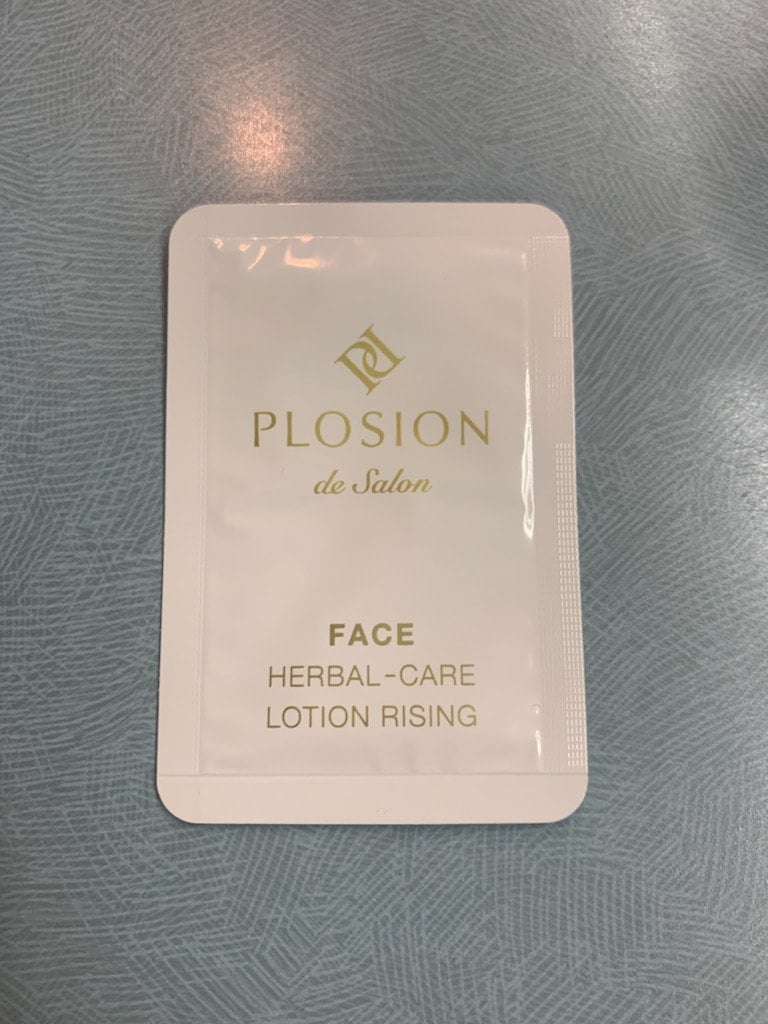 PLOSION
de Salon
FACE
HERBAL-CARE
LOTION RISING